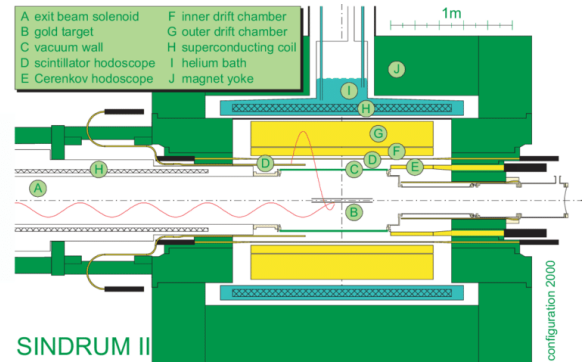 A exit beam solenoid
B gold target
C vacuum wall
D scintillator hodoscope
E Cerenkov hodoscope
F inner drift chamber
G outer drift chamber
H superconducting coil
I helium bath
J magnet yoke
1m
J
I
H
G
F
D
D
C
E
H
A
B
SINDRUM II
configuration 2000